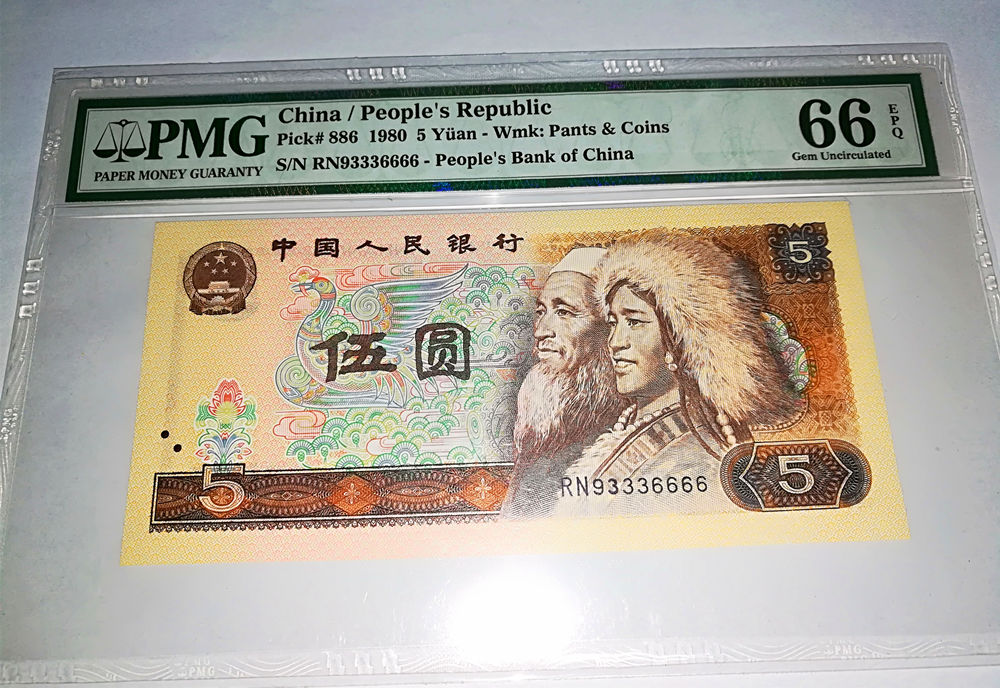 PMG
PAPER MONEY GUARANTY
China / People's Republic
Pick# 886 1980 5 Yüan - Wmk: Pants & Coins
S/N RN93336666 - People's Bank of China
66 EPQ
Gem Uncirculated
中国人民银行
5
伍圆
5
RN93336666
5
PMG